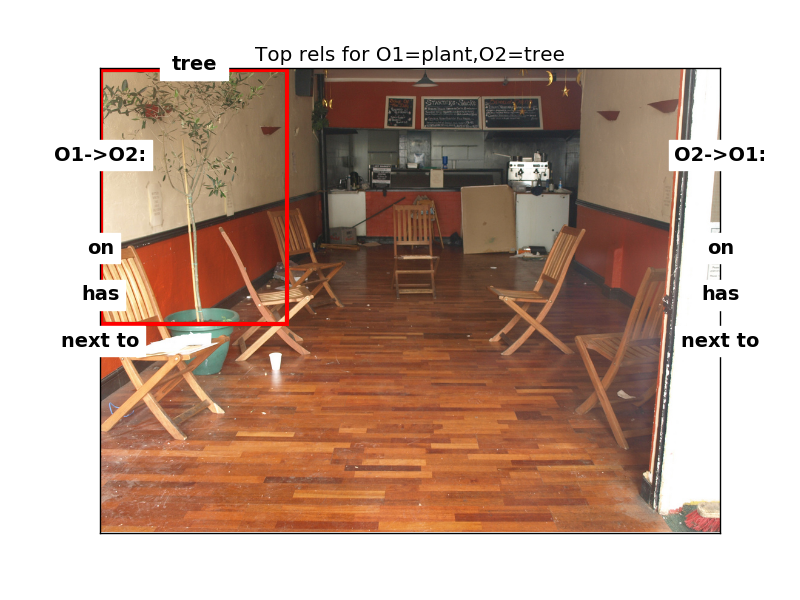 Top rels for O1=plant,O2=tree
tree
O1->O2:
O2->O1:
on
on
has
has
next to
next to